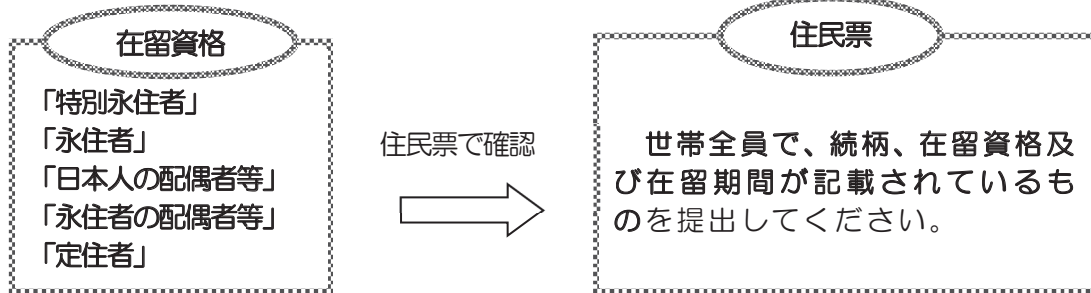 在留資格
「特別永住者」
「永住者」
「日本人の配偶者等」
「永住者の配偶者等」
「定住者」
住民票で確認
住民票
世帯全員で、続柄、在留資格及
び在留期間が記載されているも
のを提出してください。